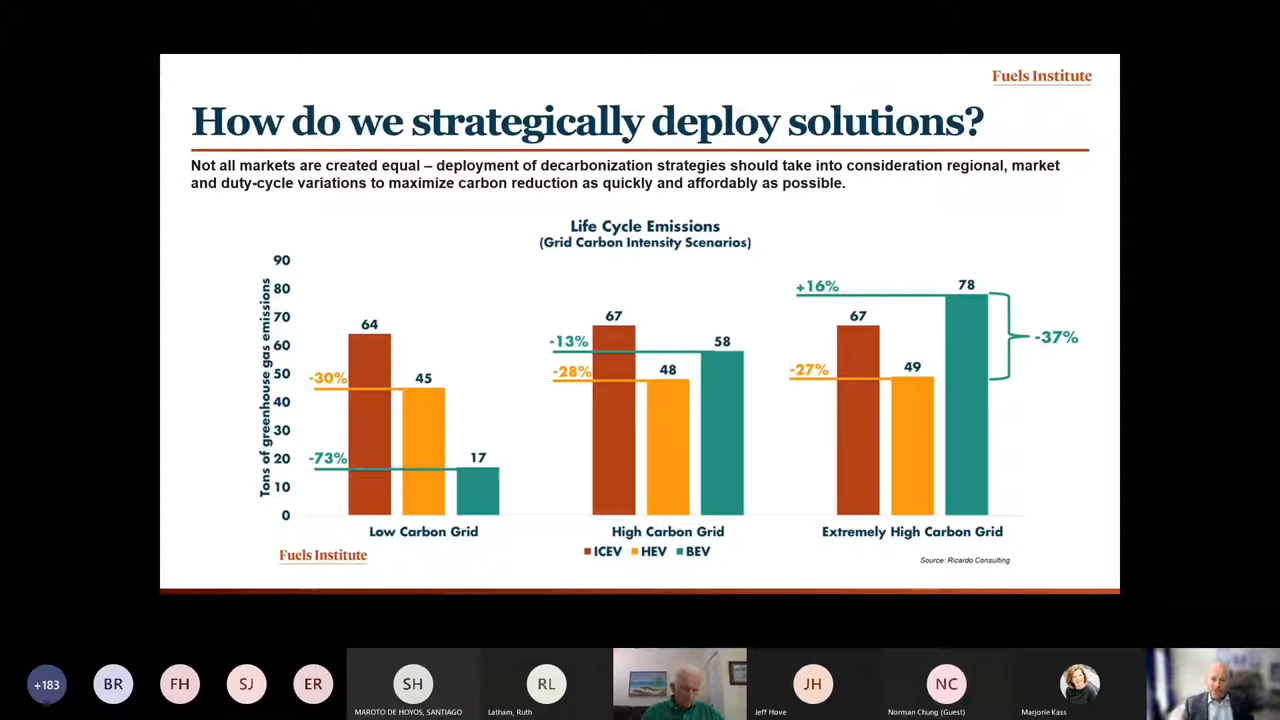 Fuels Institute
How do we strategically deploy solutions?
Not all markets are created equal – deployment of decarbonization strategies should take into consideration regional, market
and duty-cycle variations to maximize carbon reduction as quickly and affordably as possible.
Life Cycle Emissions
(Grid Carbon Intensity Scenarios)
Tons of greenhouse gas emissions
90
80
70
60
50
40
30
20
10
0
64
-30%
45
-73%
17
67
-13%
58
-28%
48
+16%
78
67
-37%
-27%
49
Low Carbon Grid
High Carbon Grid
Extremely High Carbon Grid
ICEV HEV BEV
Fuels Institute
Source: Ricardo Consulting
+183
BR
FH
SJ
ER
SH
MAROTO DE HOYOS, SANTIAGO
RL
Latham, Ruth
JH
Jeff Hove
NC
Norman Chung (Guest)
Marjorie Kass